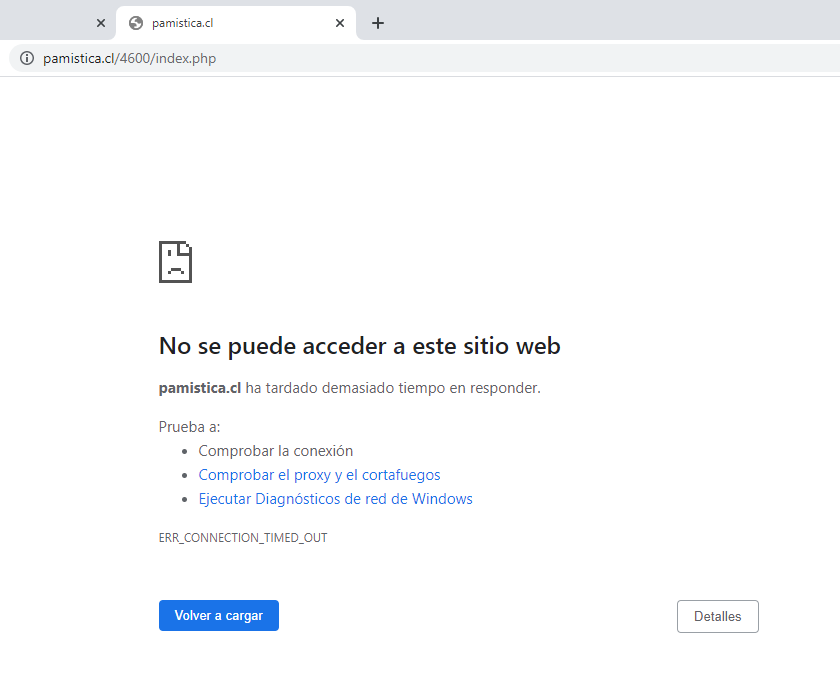 pamistica.cl
pamistica.cl/4600/index.php
No se puede acceder a este sitio web
pamistica.cl ha tardado demasiado tiempo en responder.
Prueba a:
Comprobar la conexión
Comprobar el proxy y el cortafuegos
Ejecutar Diagnósticos de red de Windows
ERR_CONNECTION_TIMED_OUT
Volver a cargar
Detalles